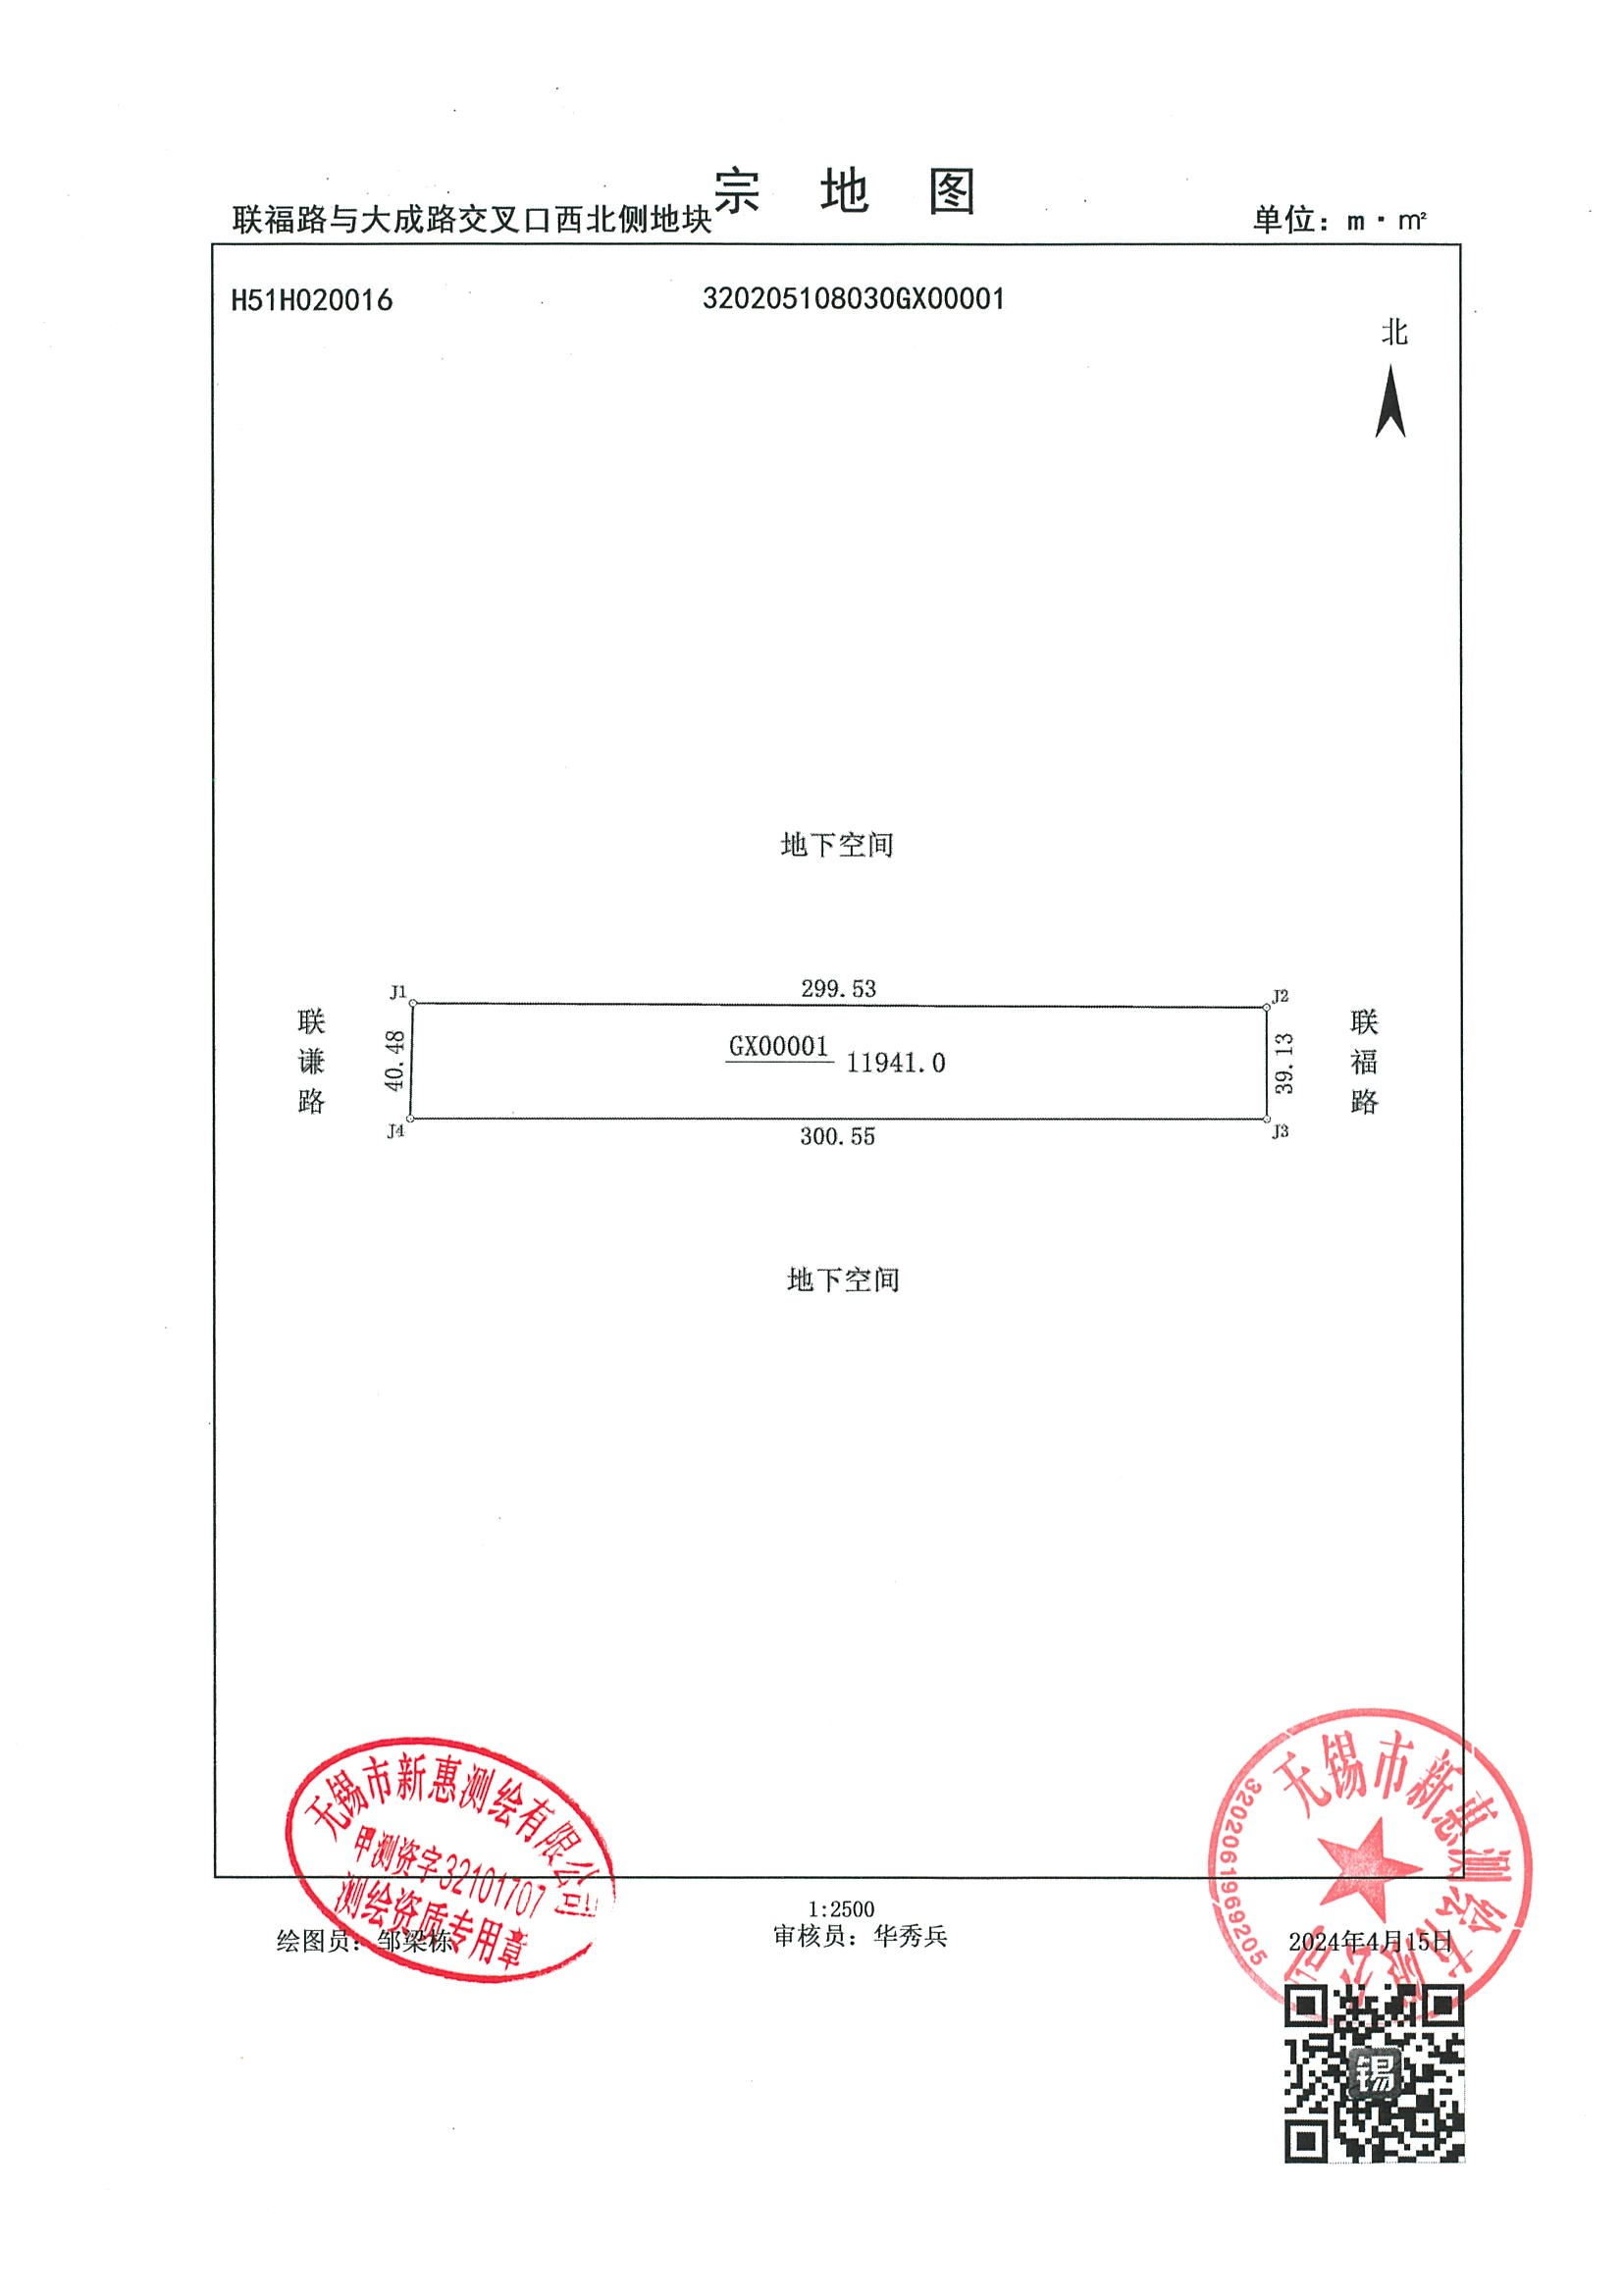 宗 地 图
联福路与大成路交叉口西北侧地块
单位：m·㎡
H51H020016
320205108030GX00001
北
地下空间
299.53
J1
J2
联谦路
40.48
GX00001
11941.0
39.13
联福路
J4
300.55
J3
地下空间
无锡市新惠测绘有限公司
甲测资字32101707
测绘资质专用章
无锡市新惠测绘有限公司
3202061969205
1:2500
绘图员：邹梁栋
审核员：华秀兵
2024年4月15日
锡